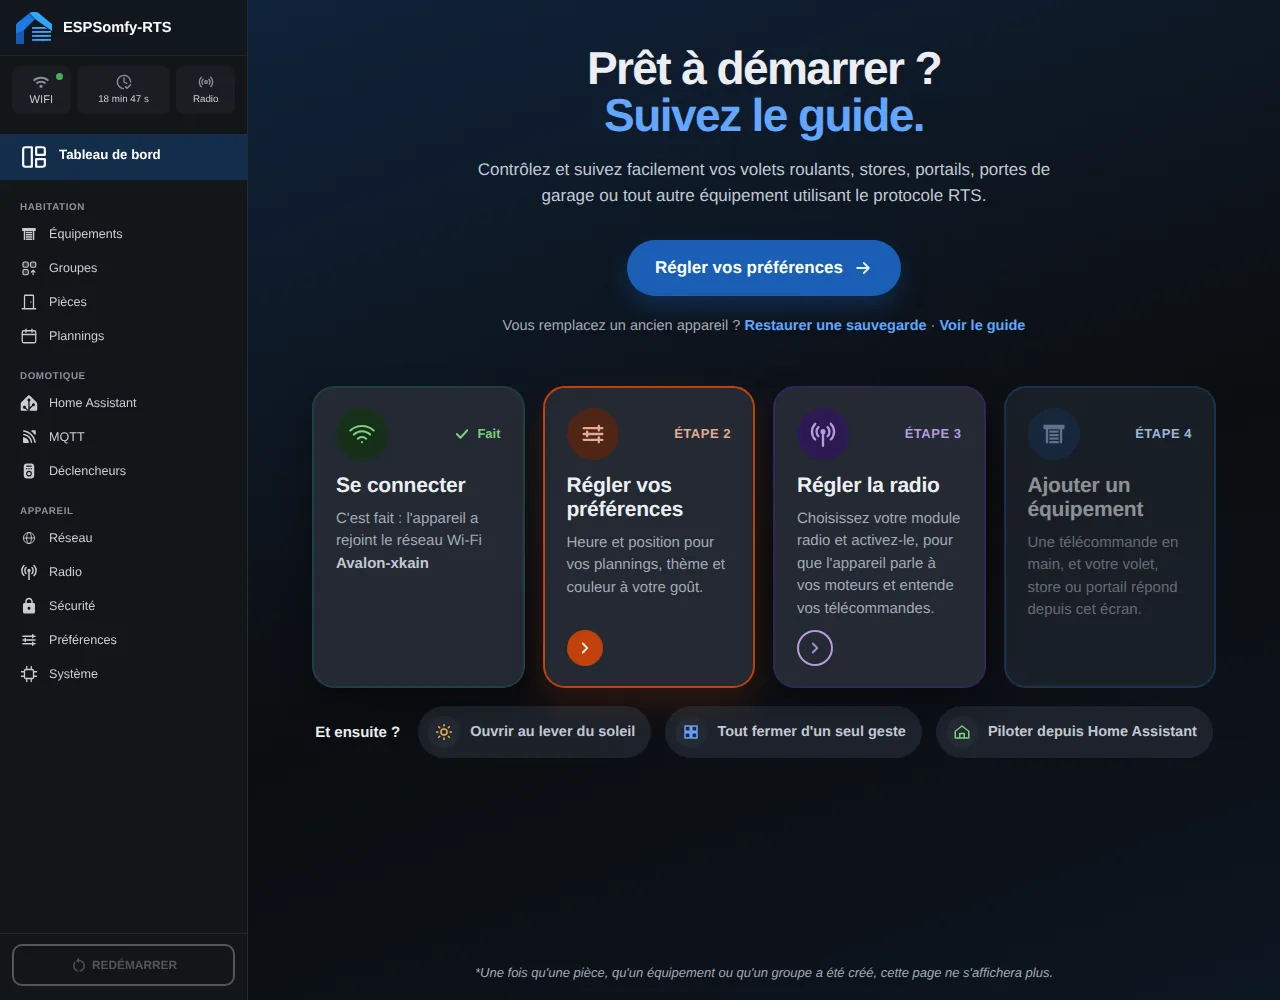 ESPSomfy-RTS
WIFI
18 min 47 s
Radio
Tableau de bord
HABITATION
Équipements
Groupes
Pièces
Plannings
DOMOTIQUE
Home Assistant
MQTT
Déclencheurs
APPAREIL
Réseau
Radio
Sécurité
Préférences
Système
REDÉMARRER
Prêt à démarrer ?
Suivez le guide.
Contrôlez et suivez facilement vos volets roulants, stores, portails, portes de
garage ou tout autre équipement utilisant le protocole RTS.
Régler vos préférences
Vous remplacez un ancien appareil ? Restaurer une sauvegarde · Voir le guide
Fait
Se connecter
C'est fait : l'appareil a
rejoint le réseau Wi-Fi
Avalon-xkain
ÉTAPE 2
Régler vos
préférences
Heure et position pour
vos plannings, thème et
couleur à votre goût.
ÉTAPE 3
Régler la radio
Choisissez votre module
radio et activez-le, pour
que l'appareil parle à
vos moteurs et entende
vos télécommandes.
ÉTAPE 4
Ajouter un
équipement
Une télécommande en
main, et votre volet,
store ou portail répond
depuis cet écran.
Et ensuite ?
Ouvrir au lever du soleil
Tout fermer d'un seul geste
Piloter depuis Home Assistant
*Une fois qu'une pièce, qu'un équipement ou qu'un groupe a été créé, cette page ne s'affichera plus.